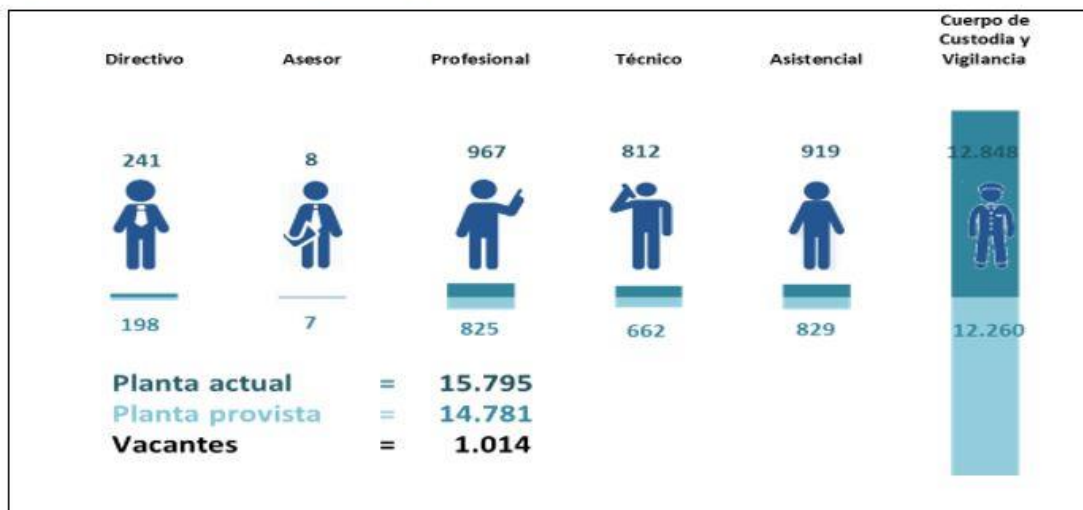 Directivo
Asesor
Profesional
Técnico
Asistencial
Cuerpo de
Custodia y
Vigilancia
241
8
967
812
919
12.848
198
7
825
662
829
12.260
Planta actual = 15.795
Planta provista = 14.781
Vacantes = 1.014